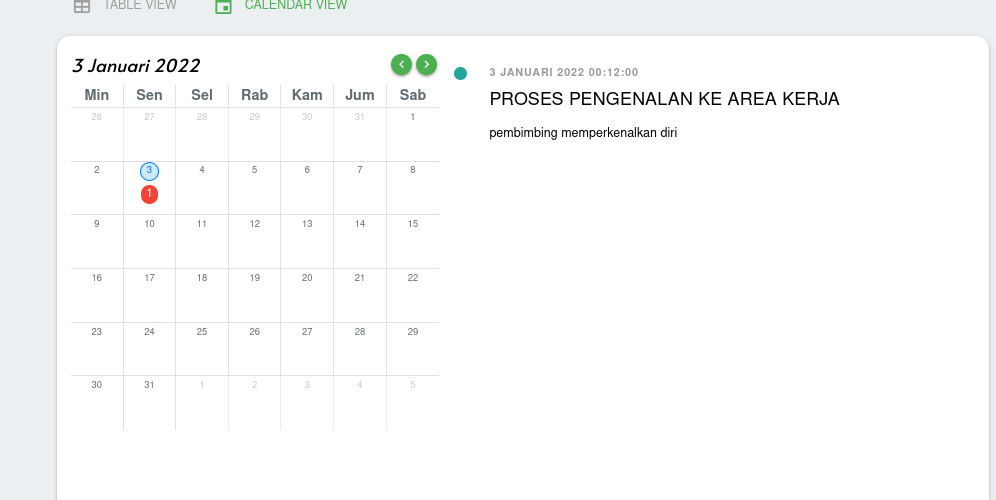 TABLE VIEW CALENDAR VIEW
3 Januari 2022
Min Sen Sel Rab Kam Jum Sab
26 27 28 29 30 31 1
2 3 4 5 6 7 8
1
9 10 11 12 13 14 15
16 17 18 19 20 21 22
23 24 25 26 27 28 29
30 31 1 2 3 4 5
3 JANUARI 2022 00:12:00
PROSES PENGENALAN KE AREA KERJA
pembimbing memperkenalkan diri